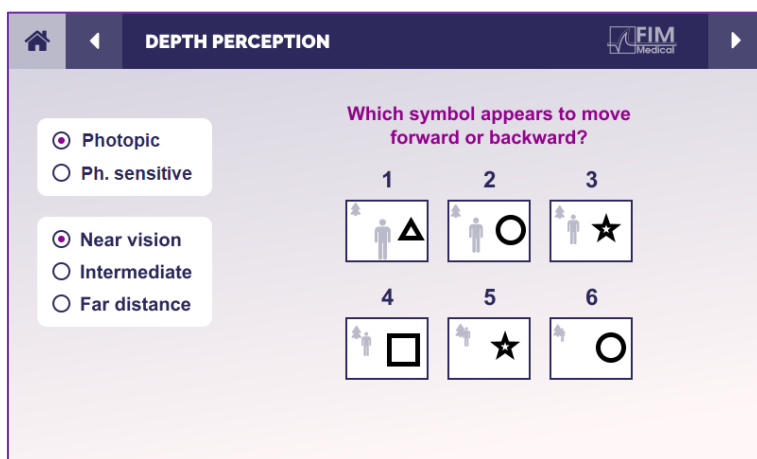 DEPTH PERCEPTION
FIM
Medical
Photopic
Ph. sensitive
Near vision
Intermediate
Far distance
Which symbol appears to move
forward or backward?
1 2 3
4 5 6